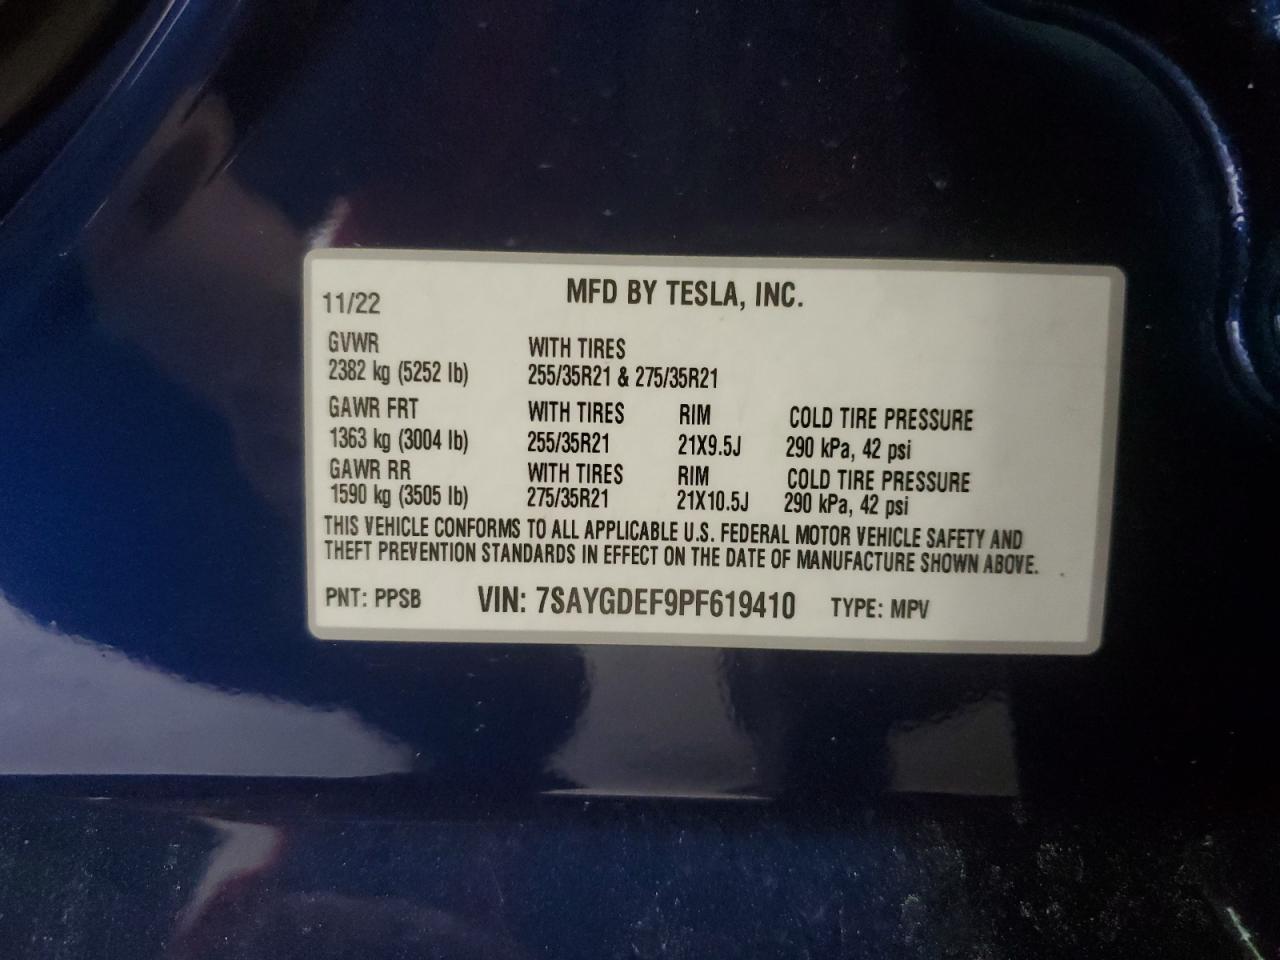 MFD BY TESLA, INC.
11/22
GVWR WITH TIRES
2382 kg (5252 lb) 255/35R21 & 275/35R21
GAWR FRT WITH TIRES RIM COLD TIRE PRESSURE
1363 kg (3004 lb) 255/35R21 21X9.5J 290 kPa, 42 psi
GAWR RR WITH TIRES RIM COLD TIRE PRESSURE
1590 kg (3505 lb) 275/35R21 21X10.5J 290 kPa, 42 psi
THIS VEHICLE CONFORMS TO ALL APPLICABLE U.S. FEDERAL MOTOR VEHICLE SAFETY AND
THEFT PREVENTION STANDARDS IN EFFECT ON THE DATE OF MANUFACTURE SHOWN ABOVE.
PNT: PPSB VIN: 7SAYGDEF9PF619410 TYPE: MPV